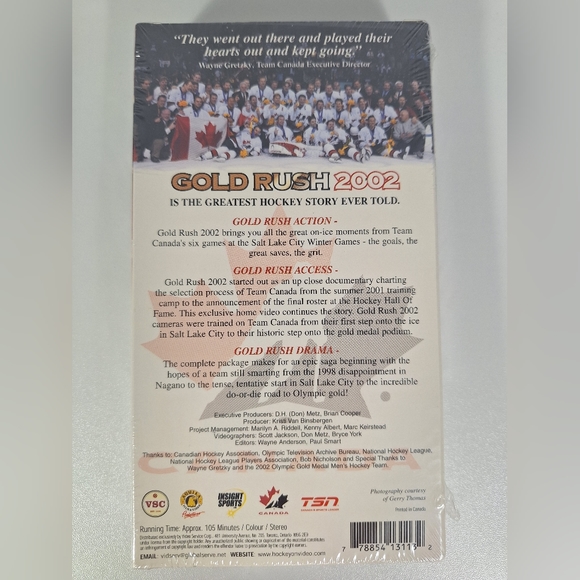 "They went out there and played their
hearts out and kept going."
Wayne Gretzky, Team Canada Executive Director
GOLD RUSH 2002
IS THE GREATEST HOCKEY STORY EVER TOLD.
GOLD RUSH ACTION -
Gold Rush 2002 brings you all the great on-ice moments from Team
Canada's six games at the Salt Lake City Winter Games - the goals, the
great saves, the grit.
GOLD RUSH ACCESS -
Gold Rush 2002 started out as an up close documentary charting
the selection process of Team Canada from the summer 2001 training
camp to the announcement of the final roster at the Hockey Hall Of
Fame. This exclusive home video continues the story. Gold Rush 2002
cameras were trained on Team Canada from their first step onto the ice
in Salt Lake City to their historic step onto the gold medal podium.
GOLD RUSH DRAMA -
The complete package makes for an epic saga beginning with the
hopes of a team still smarting from the 1998 disappointment in
Nagano to the tense, tentative start in Salt Lake City to the incredible
do-or-die road to Olympic gold!
Executive Producers: D.H. (Don) Metz, Brian Cooper
Producer: Kristi Van Binsbergen
Project Management: Marilyn A. Riddell, Kenny Albert, Marc Keirstead
Videographers: Scott Jackson, Don Metz, Bryce York
Editors: Wayne Anderson, Paul Smart
Thanks to: Canadian Hockey Association, Olympic Television Archive Bureau, National Hockey League,
National Hockey League Players Association, Bob Nicholson and Special Thanks to
Wayne Gretzky and the 2002 Olympic Gold Medal Men's Hockey Team.
Photography courtesy
of Gerry Thomas
Printed in Canada
VSC
INSIGHT
SPORTS
CANADA
TSN
Running Time: Approx. 105 Minutes / Colour / Stereo
EMAIL: WEBSITE: www.hockeyonvideo.com
7 78854 13113 2